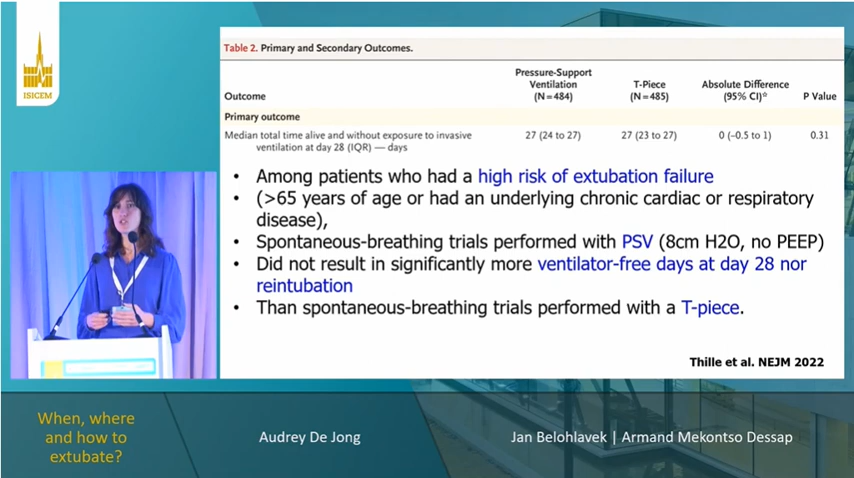 ISICEM
Table 2. Primary and Secondary Outcomes.
Outcome Pressure-Support Ventilation (N=484) T-Piece (N=485) Absolute Difference (95% CI)☆ P Value
Primary outcome
Median total time alive and without exposure to invasive 27 (24 to 27) 27 (23 to 27) 0 (–0.5 to 1) 0.31
ventilation at day 28 (IQR) — days
• Among patients who had a high risk of extubation failure
• (>65 years of age or had an underlying chronic cardiac or respiratory
disease),
• Spontaneous-breathing trials performed with PSV (8cm H2O, no PEEP)
• Did not result in significantly more ventilator-free days at day 28 nor
reintubation
• Than spontaneous-breathing trials performed with a T-piece.
Thille et al. NEJM 2022
When, where
and how to
extubate?
Audrey De Jong
Jan Belohlavek | Armand Mekontso Dessap